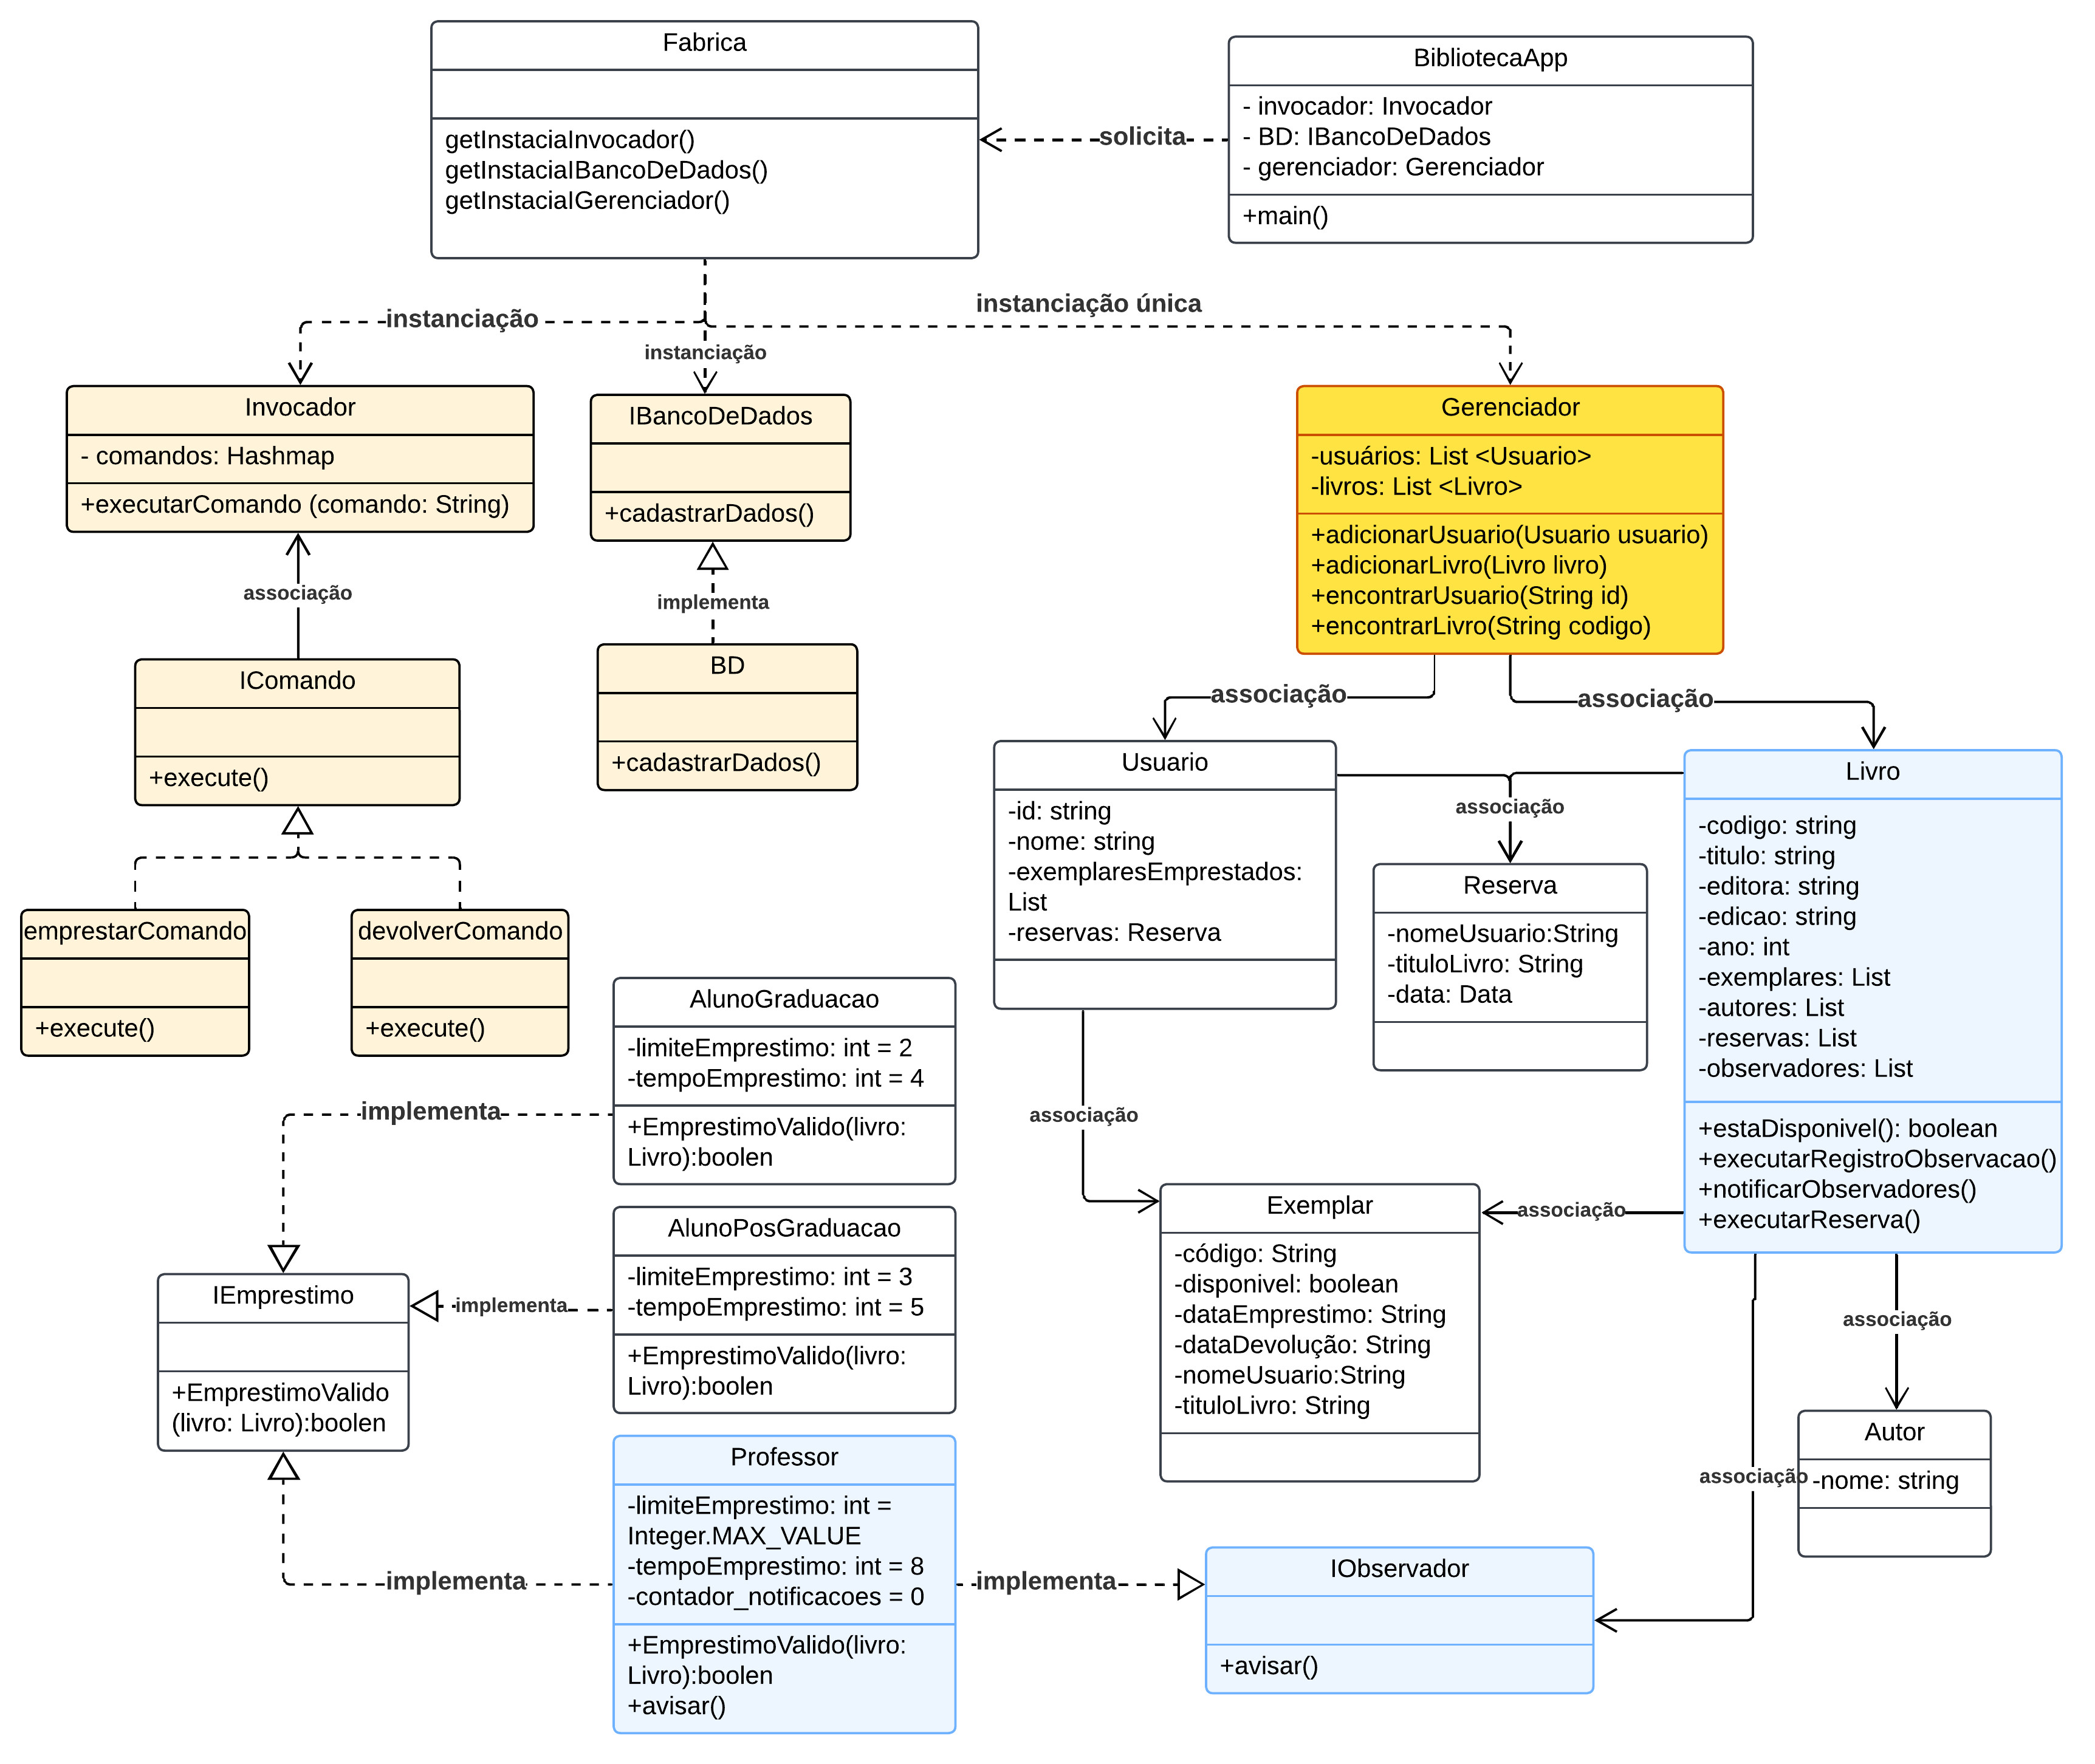 Fabrica
getInstaciaInvocador()
getInstaciaIBancoDeDados()
getInstaciaIGerenciador()
solicita
BibliotecaApp
- invocador: Invocador
- BD: IBancoDeDados
- gerenciador: Gerenciador
+main()
instanciação
instanciação
instanciação única
Invocador
- comandos: Hashmap
+executarComando (comando: String)
IBancoDeDados
+cadastrarDados()
Gerenciador
-usuários: List <Usuario>
-livros: List <Livro>
+adicionarUsuario(Usuario usuario)
+adicionarLivro(Livro livro)
+encontrarUsuario(String id)
+encontrarLivro(String codigo)
associação
implementa
associação
associação
IComando
+execute()
BD
+cadastrarDados()
Usuario
-id: string
-nome: string
-exemplaresEmprestados:
List
-reservas: Reserva
associação
Reserva
-nomeUsuario:String
-tituloLivro: String
-data: Data
Livro
-codigo: string
-titulo: string
-editora: string
-edicao: string
-ano: int
-exemplares: List
-autores: List
-reservas: List
-observadores: List
+estaDisponivel(): boolean
+executarRegistroObservacao()
+notificarObservadores()
+executarReserva()
emprestarComando
+execute()
devolverComando
+execute()
AlunoGraduacao
-limiteEmprestimo: int = 2
-tempoEmprestimo: int = 4
+EmprestimoValido(livro:
Livro):boolen
implementa
associação
AlunoPosGraduacao
-limiteEmprestimo: int = 3
-tempoEmprestimo: int = 5
+EmprestimoValido(livro:
Livro):boolen
implementa
IEmprestimo
+EmprestimoValido
(livro: Livro):boolen
Exemplar
-código: String
-disponivel: boolean
-dataEmprestimo: String
-dataDevolução: String
-nomeUsuario:String
-tituloLivro: String
associação
associação
associação
Autor
-nome: string
Professor
-limiteEmprestimo: int =
Integer.MAX_VALUE
-tempoEmprestimo: int = 8
-contador_notificacoes = 0
+EmprestimoValido(livro:
Livro):boolen
+avisar()
implementa
implementa
IObservador
+avisar()